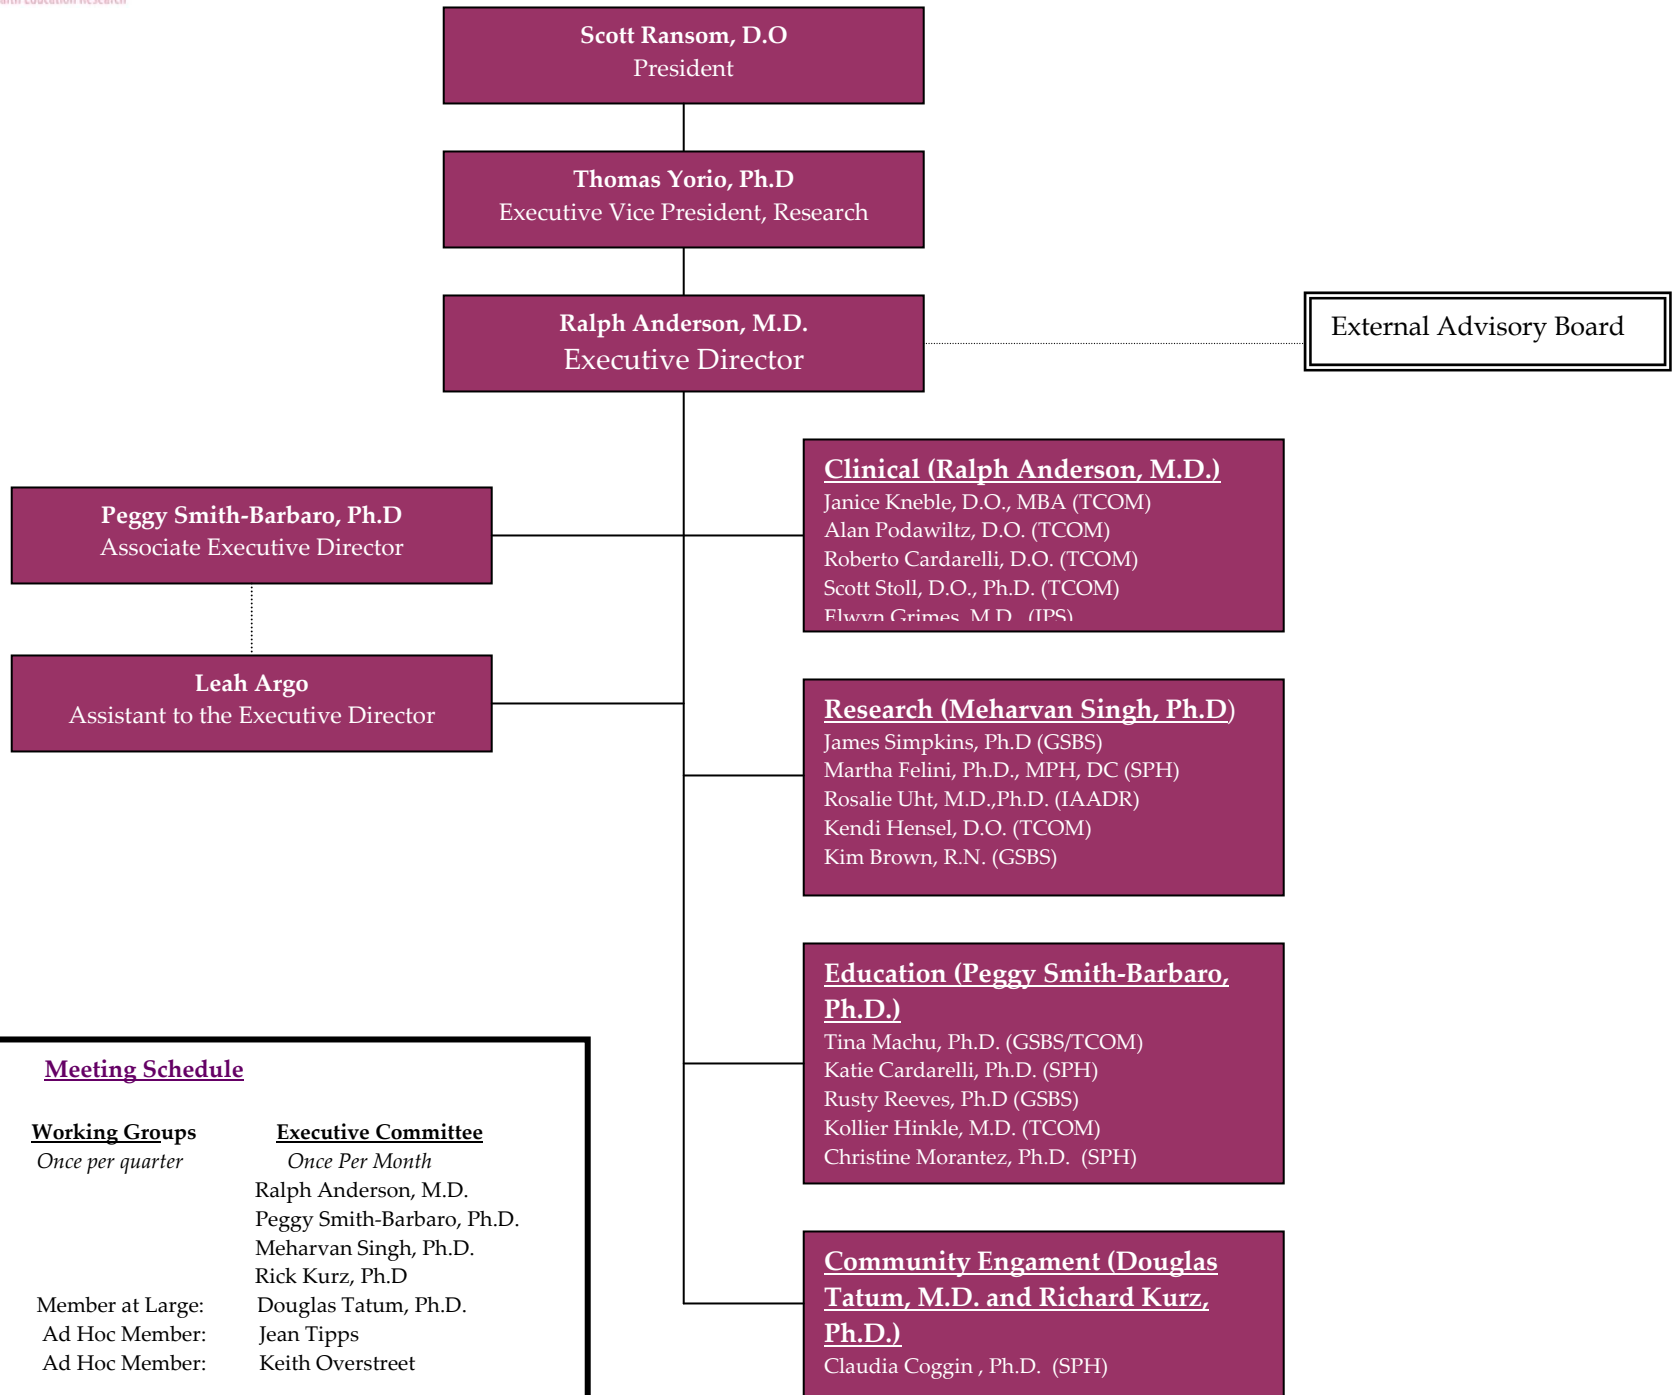 Health Education Research
Scott Ransom, D.O
President
Thomas Yorio, Ph.D
Executive Vice President, Research
Ralph Anderson, M.D.
Executive Director
External Advisory Board
Peggy Smith-Barbaro, Ph.D
Associate Executive Director
Leah Argo
Assistant to the Executive Director
Clinical (Ralph Anderson, M.D.)
Janice Kneble, D.O., MBA (TCOM)
Alan Podawiltz, D.O. (TCOM)
Roberto Cardarelli, D.O. (TCOM)
Scott Stoll, D.O., Ph.D. (TCOM)
Elwyn Grimes, M.D. (IPS)
Research (Meharvan Singh, Ph.D)
James Simpkins, Ph.D (GSBS)
Martha Felini, Ph.D., MPH, DC (SPH)
Rosalie Uht, M.D.,Ph.D. (IAADR)
Kendi Hensel, D.O. (TCOM)
Kim Brown, R.N. (GSBS)
Education (Peggy Smith-Barbaro,
Ph.D.)
Tina Machu, Ph.D. (GSBS/TCOM)
Katie Cardarelli, Ph.D. (SPH)
Rusty Reeves, Ph.D (GSBS)
Kollier Hinkle, M.D. (TCOM)
Christine Morantez, Ph.D. (SPH)
Community Engament (Douglas
Tatum, M.D. and Richard Kurz,
Ph.D.)
Claudia Coggin , Ph.D. (SPH)
Meeting Schedule
Working Groups Executive Committee
Once per quarter Once Per Month
Ralph Anderson, M.D.
Peggy Smith-Barbaro, Ph.D.
Meharvan Singh, Ph.D.
Rick Kurz, Ph.D
Member at Large: Douglas Tatum, Ph.D.
Ad Hoc Member: Jean Tipps
Ad Hoc Member: Keith Overstreet